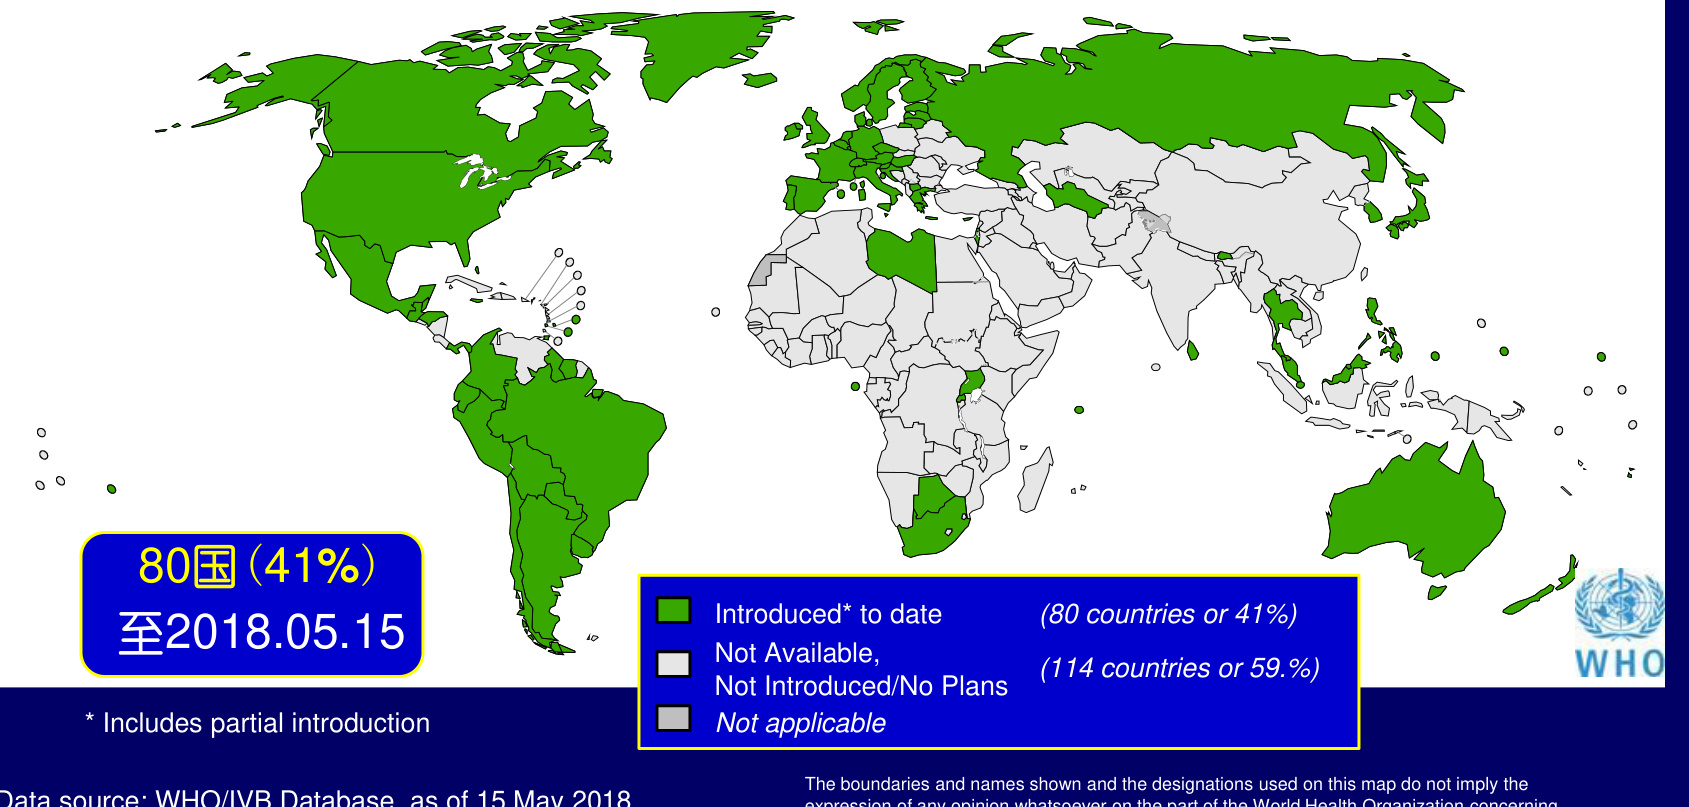 80国（41%）
至2018.05.15
Introduced* to date (80 countries or 41%)
Not Available,
Not Introduced/No Plans (114 countries or 59.%)
Not applicable
WHO
* Includes partial introduction
Data source: WHO/IVB Database, as of 15 May 2018
The boundaries and names shown and the designations used on this map do not imply the
expression of any opinion whatsoever on the part of the World Health Organization concerning